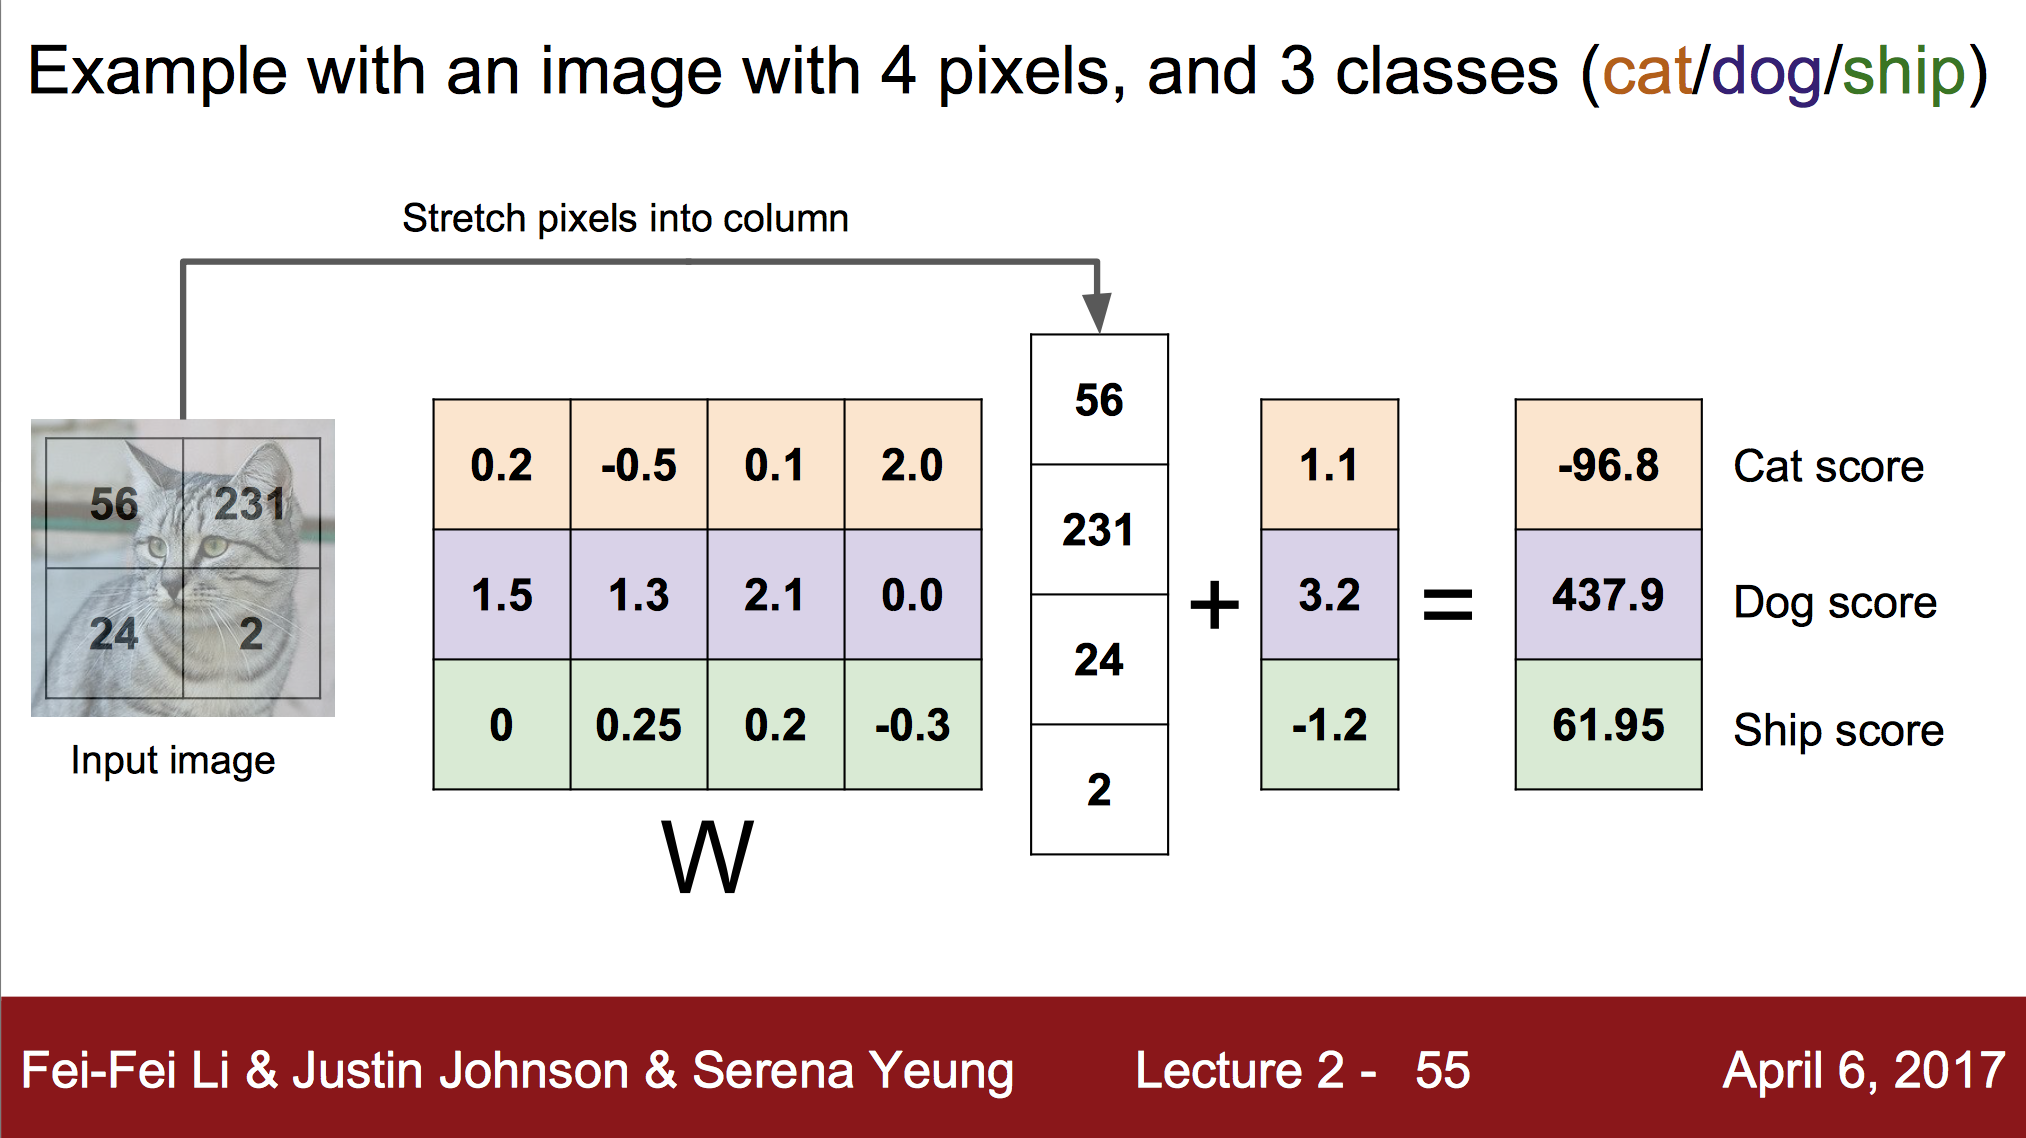 Example with an image with 4 pixels, and 3 classes (cat/dog/ship)
Stretch pixels into column
56 231
24 2
Input image
0.2 -0.5 0.1 2.0
1.5 1.3 2.1 0.0
0 0.25 0.2 -0.3
W
56
231
24
2
+
1.1
3.2
-1.2
=
-96.8 Cat score
437.9 Dog score
61.95 Ship score
Fei-Fei Li & Justin Johnson & Serena Yeung Lecture 2 - 55 April 6, 2017